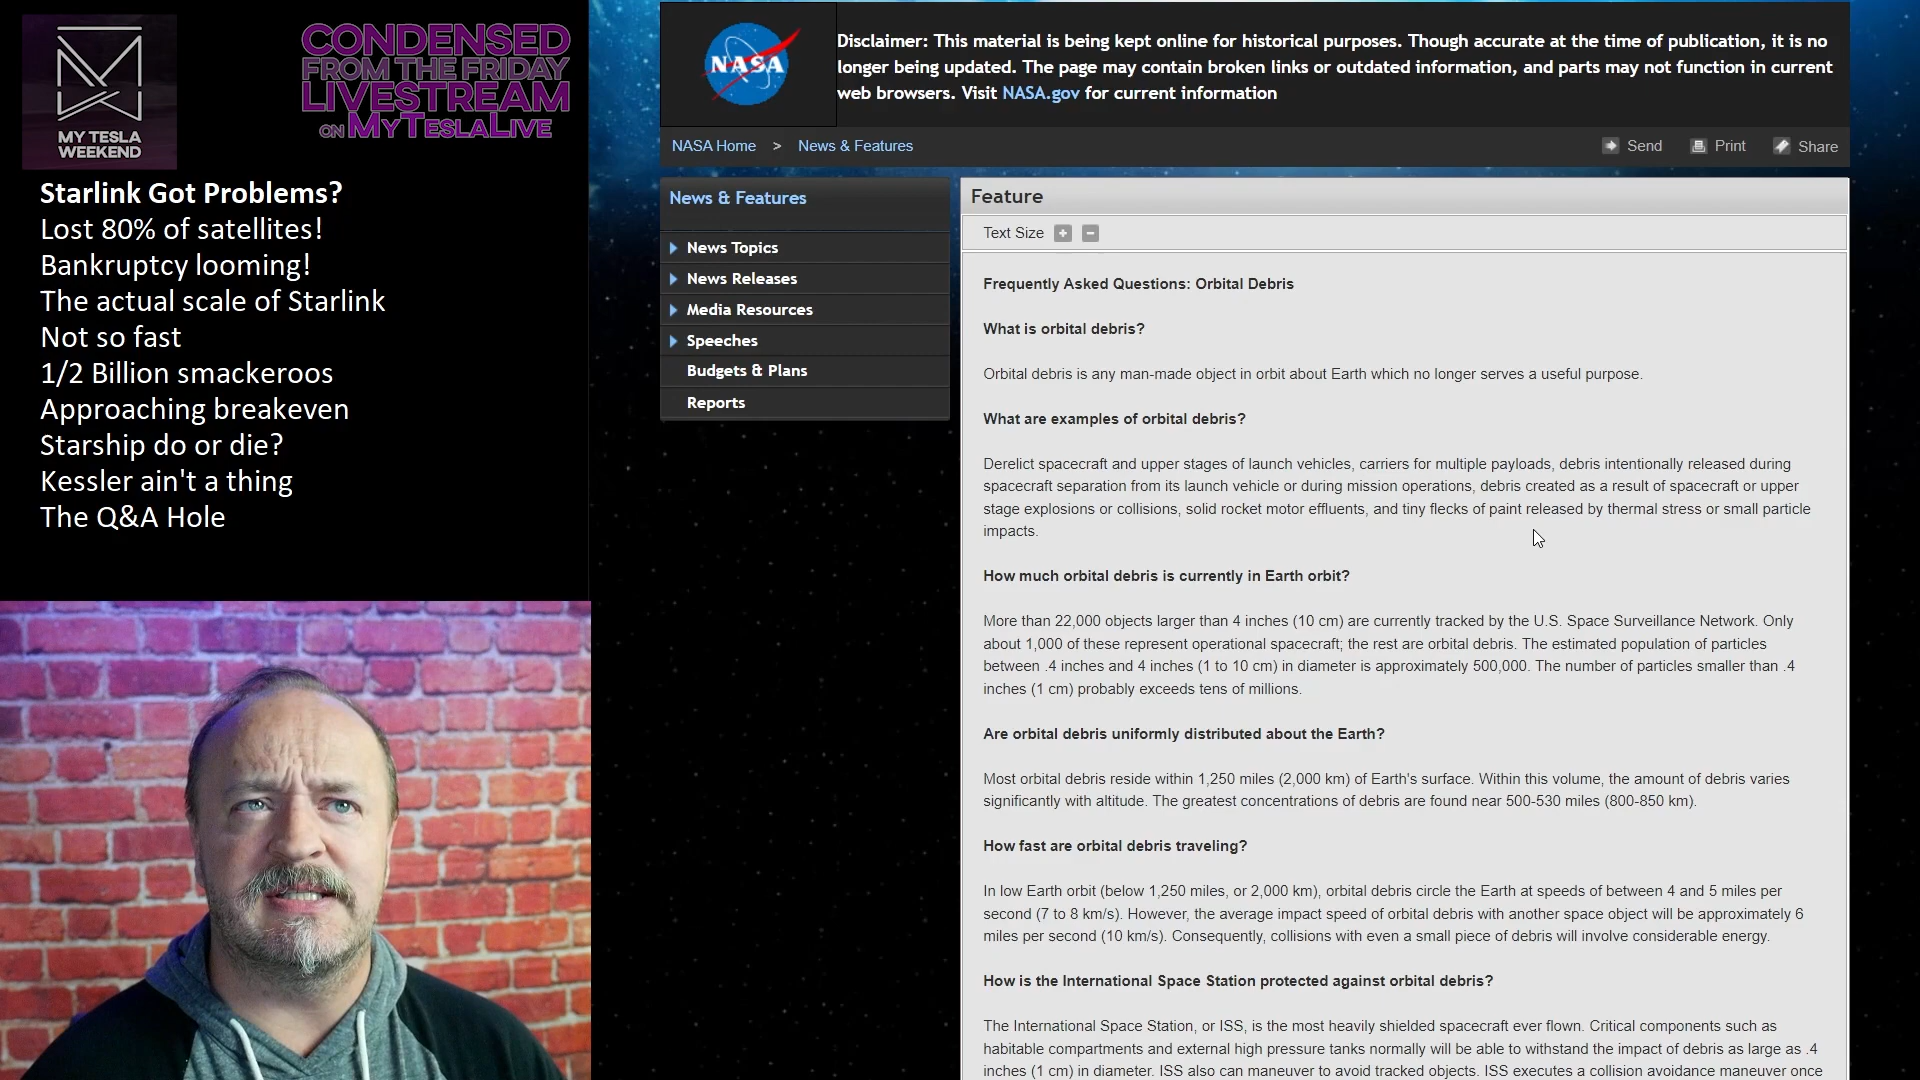 MY TESLA
WEEKEND
CONDENSED
FROM THE FRIDAY
LIVESTREAM
ON MYTESLALIVE
Starlink Got Problems?
Lost 80% of satellites!
Bankruptcy looming!
The actual scale of Starlink
Not so fast
1/2 Billion smackeroos
Approaching breakeven
Starship do or die?
Kessler ain't a thing
The Q&A Hole
NASA
Disclaimer: This material is being kept online for historical purposes. Though accurate at the time of publication, it is no
longer being updated. The page may contain broken links or outdated information, and parts may not function in current
web browsers. Visit NASA.gov for current information
NASA Home > News & Features
Send Print Share
News & Features
News Topics
News Releases
Media Resources
Speeches
Budgets & Plans
Reports
Feature
Text Size + -
Frequently Asked Questions: Orbital Debris
What is orbital debris?
Orbital debris is any man-made object in orbit about Earth which no longer serves a useful purpose.
What are examples of orbital debris?
Derelict spacecraft and upper stages of launch vehicles, carriers for multiple payloads, debris intentionally released during
spacecraft separation from its launch vehicle or during mission operations, debris created as a result of spacecraft or upper
stage explosions or collisions, solid rocket motor effluents, and tiny flecks of paint released by thermal stress or small particle
impacts.
How much orbital debris is currently in Earth orbit?
More than 22,000 objects larger than 4 inches (10 cm) are currently tracked by the U.S. Space Surveillance Network. Only
about 1,000 of these represent operational spacecraft; the rest are orbital debris. The estimated population of particles
between .4 inches and 4 inches (1 to 10 cm) in diameter is approximately 500,000. The number of particles smaller than .4
inches (1 cm) probably exceeds tens of millions.
Are orbital debris uniformly distributed about the Earth?
Most orbital debris reside within 1,250 miles (2,000 km) of Earth's surface. Within this volume, the amount of debris varies
significantly with altitude. The greatest concentrations of debris are found near 500-530 miles (800-850 km).
How fast are orbital debris traveling?
In low Earth orbit (below 1,250 miles, or 2,000 km), orbital debris circle the Earth at speeds of between 4 and 5 miles per
second (7 to 8 km/s). However, the average impact speed of orbital debris with another space object will be approximately 6
miles per second (10 km/s). Consequently, collisions with even a small piece of debris will involve considerable energy.
How is the International Space Station protected against orbital debris?
The International Space Station, or ISS, is the most heavily shielded spacecraft ever flown. Critical components such as
habitable compartments and external high pressure tanks normally will be able to withstand the impact of debris as large as .4
inches (1 cm) in diameter. ISS also can maneuver to avoid tracked objects. ISS executes a collision avoidance maneuver once